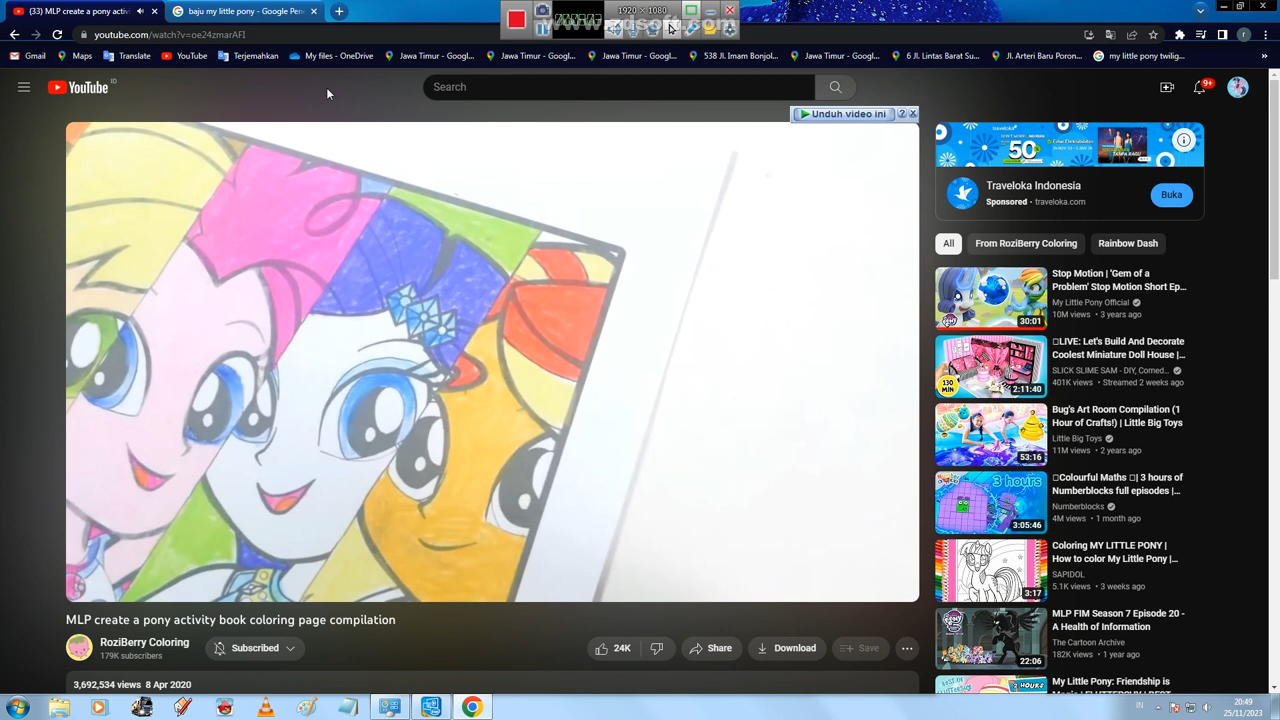 (33) MLP create a pony activi
baju my little pony - Google Pen
1920 × 1080
youtube.com/watch?v=oe24zmarAFI
Gmail
Maps
Translate
YouTube
Terjemahkan
My files - OneDrive
Jawa Timur - Googl...
Jawa Timur - Googl...
Jawa Timur - Googl...
538 Jl. Imam Bonjol...
Jawa Timur - Googl...
6 Jl. Lintas Barat Su...
Jl. Arteri Baru Poron...
my little pony twilig...
YouTube ID
Search
9+
Unduh video ini
50
Traveloka Indonesia
Sponsored • traveloka.com
Buka
All
From RoziBerry Coloring
Rainbow Dash
Stop Motion | 'Gem of a
Problem' Stop Motion Short Ep...
My Little Pony Official
10M views • 3 years ago
30:01
LIVE: Let's Build And Decorate
Coolest Miniature Doll House |...
SLICK SLIME SAM - DIY, Comed...
401K views • Streamed 2 weeks ago
130 MIN
2:11:40
Bug's Art Room Compilation (1
Hour of Crafts!) | Little Big Toys
Little Big Toys
11M views • 2 years ago
53:16
Colourful Maths | 3 hours of
Numberblocks full episodes |...
Numberblocks
4M views • 1 month ago
3 hours
3:05:46
Coloring MY LITTLE PONY |
How to color My Little Pony |...
SAPIDOL
5.1K views • 3 weeks ago
3:17
MLP FIM Season 7 Episode 20 -
A Health of Information
The Cartoon Archive
182K views • 1 year ago
22:06
My Little Pony: Friendship is
2 HOURS
MLP create a pony activity book coloring pages compilation
RoziBerry Coloring
179K subscribers
Subscribed
24K
Share
Download
Save
3,692,534 views 8 Apr 2020
IN
20:49
25/11/2023